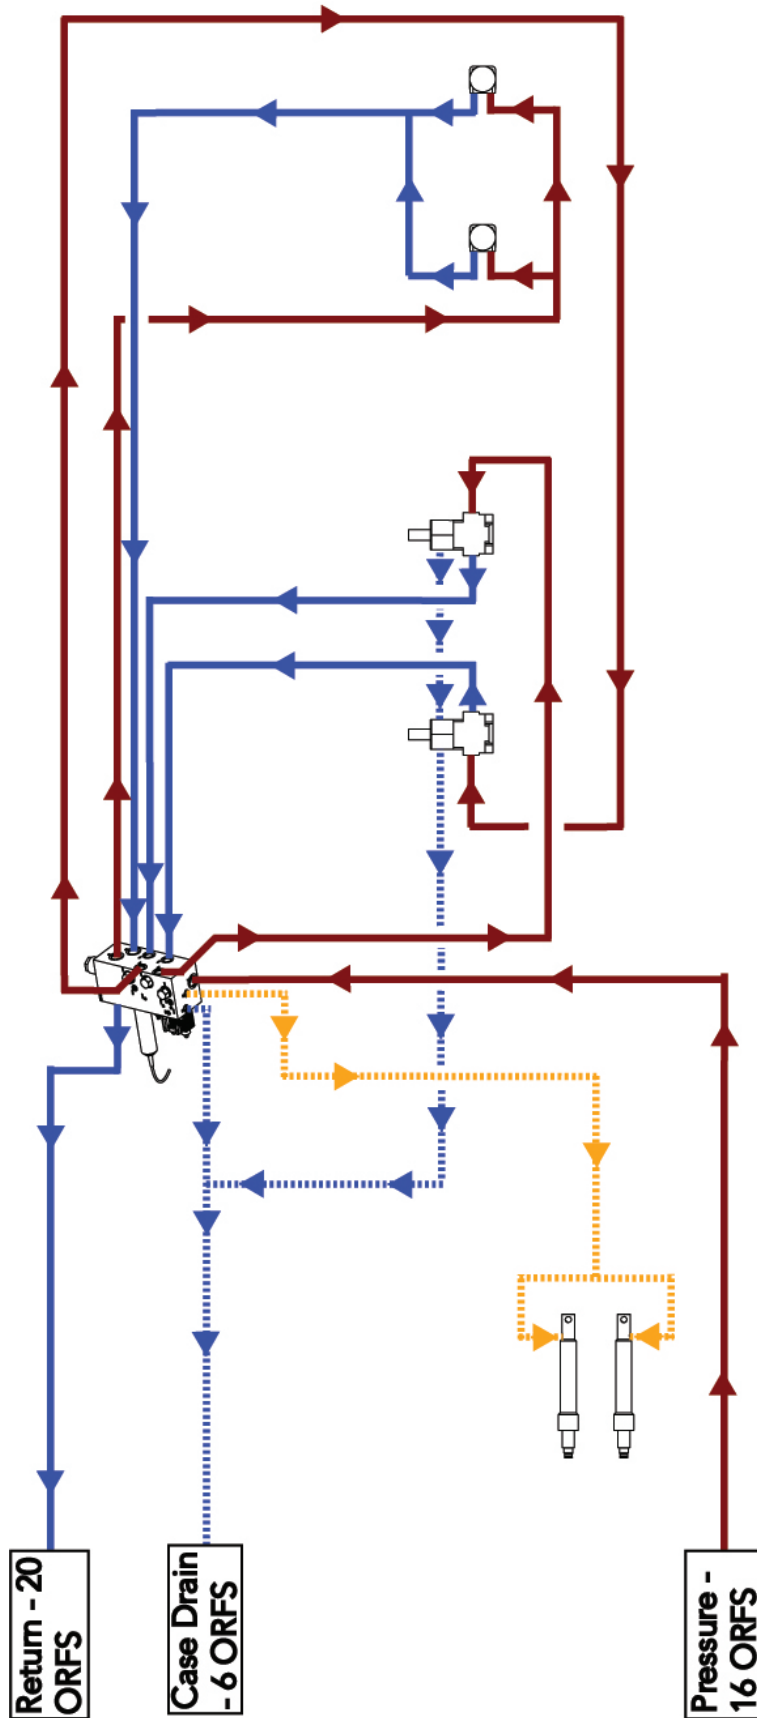 Return - 20
ORFS
Case Drain
- 6 ORFS
Pressure -
16 ORFS